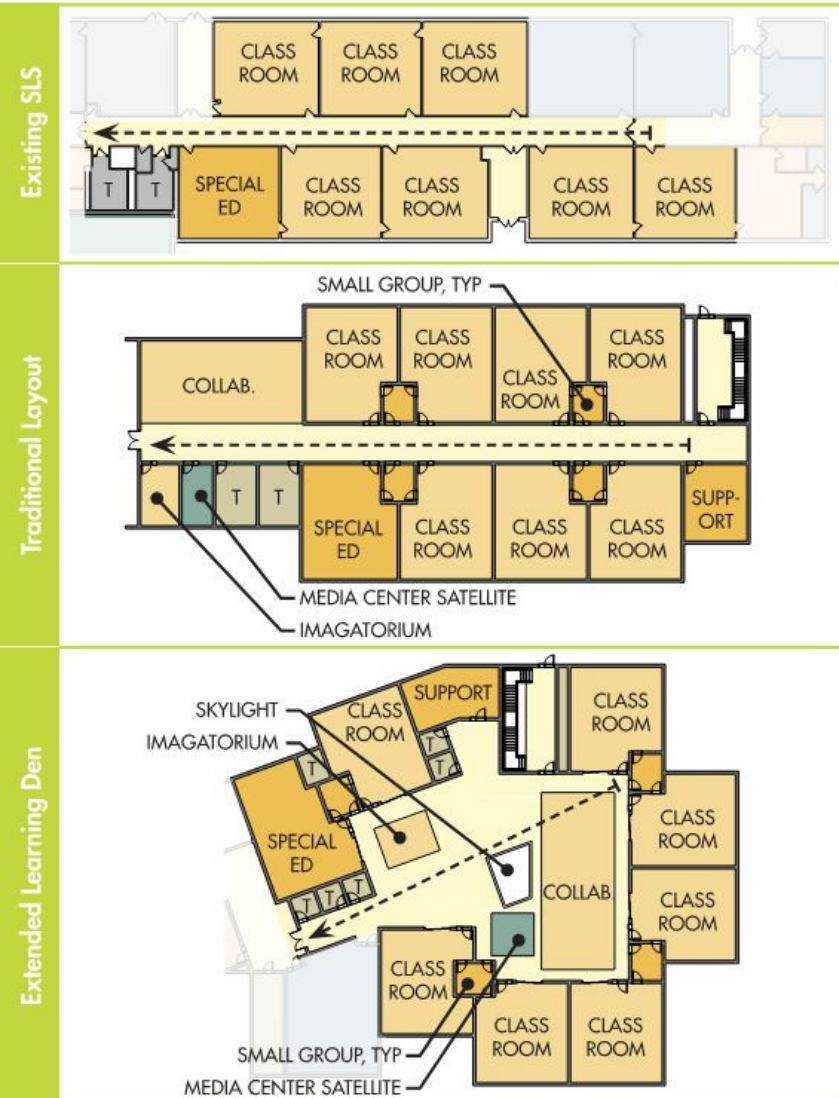 Existing SLS
CLASS
ROOM
CLASS
ROOM
CLASS
ROOM
T
T
SPECIAL
ED
CLASS
ROOM
CLASS
ROOM
CLASS
ROOM
CLASS
ROOM
Traditional Layout
SMALL GROUP, TYP
COLLAB.
CLASS
ROOM
CLASS
ROOM
CLASS
ROOM
CLASS
ROOM
T
T
SPECIAL
ED
CLASS
ROOM
CLASS
ROOM
CLASS
ROOM
SUPP-
ORT
MEDIA CENTER SATELLITE
IMAGATORIUM
Extended Learning Den
SKYLIGHT
IMAGATORIUM
CLASS
ROOM
SUPPORT
CLASS
ROOM
T
T
T
SPECIAL
ED
T
T
T
COLLAB.
CLASS
ROOM
CLASS
ROOM
CLASS
ROOM
CLASS
ROOM
CLASS
ROOM
SMALL GROUP, TYP
MEDIA CENTER SATELLITE